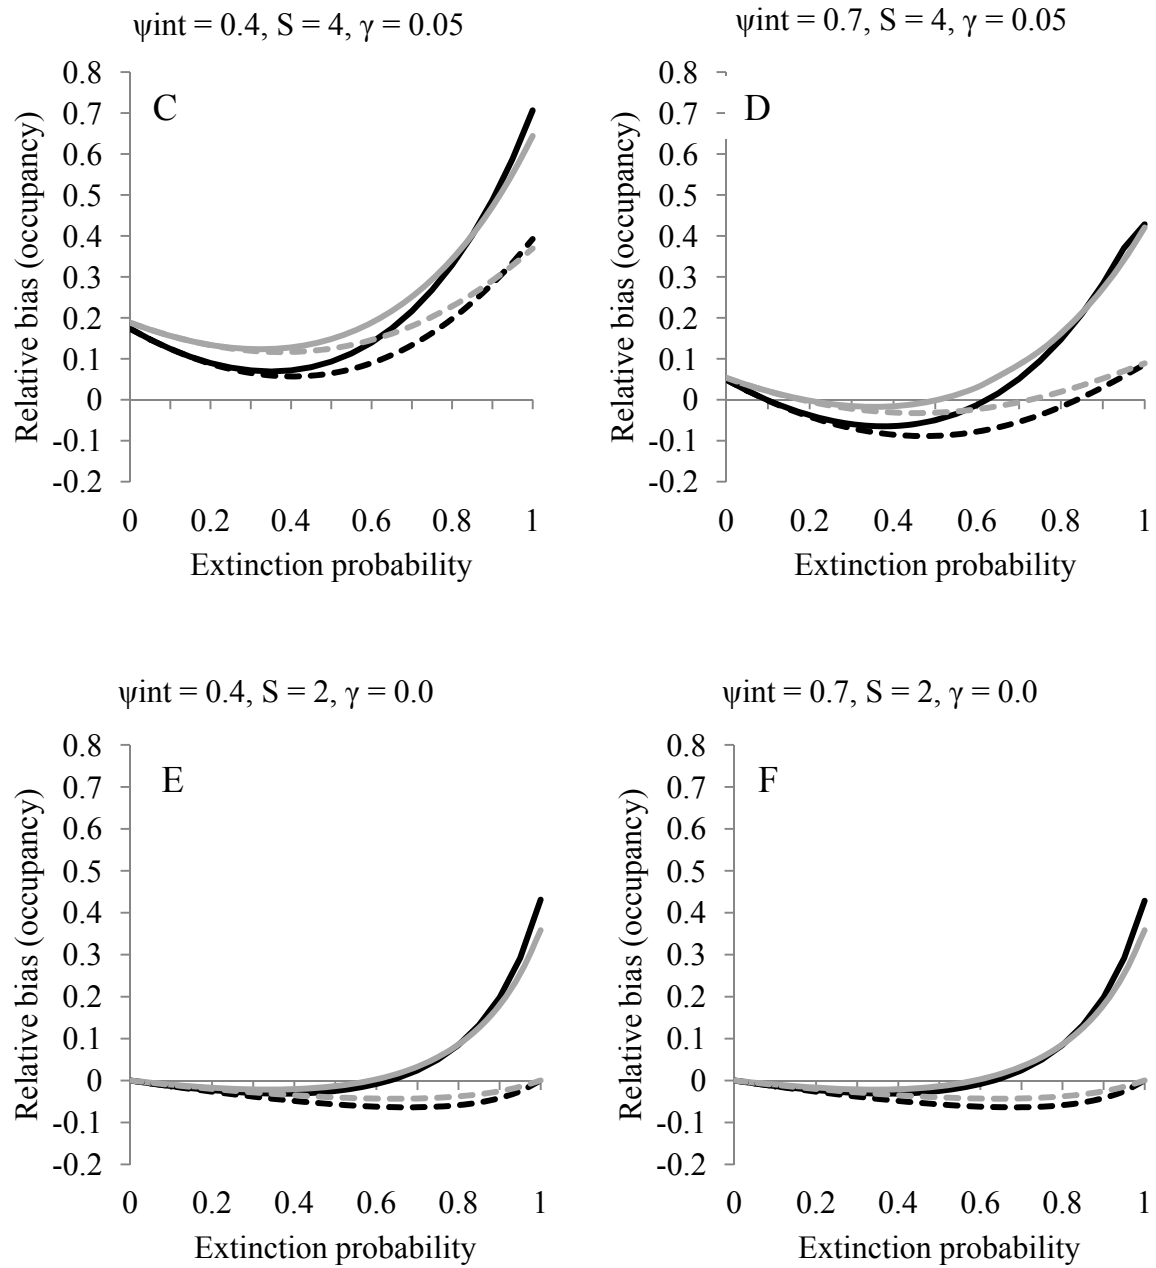 ψint = 0.4, S = 4, γ = 0.05
C
Relative bias (occupancy)
0.8
0.7
0.6
0.5
0.4
0.3
0.2
0.1
0
-0.1
-0.2
0 0.2 0.4 0.6 0.8 1
Extinction probability
ψint = 0.7, S = 4, γ = 0.05
D
Relative bias (occupancy)
0.8
0.7
0.6
0.5
0.4
0.3
0.2
0.1
0
-0.1
-0.2
0 0.2 0.4 0.6 0.8 1
Extinction probability
ψint = 0.4, S = 2, γ = 0.0
E
Relative bias (occupancy)
0.8
0.7
0.6
0.5
0.4
0.3
0.2
0.1
0
-0.1
-0.2
0 0.2 0.4 0.6 0.8 1
Extinction probability
ψint = 0.7, S = 2, γ = 0.0
F
Relative bias (occupancy)
0.8
0.7
0.6
0.5
0.4
0.3
0.2
0.1
0
-0.1
-0.2
0 0.2 0.4 0.6 0.8 1
Extinction probability